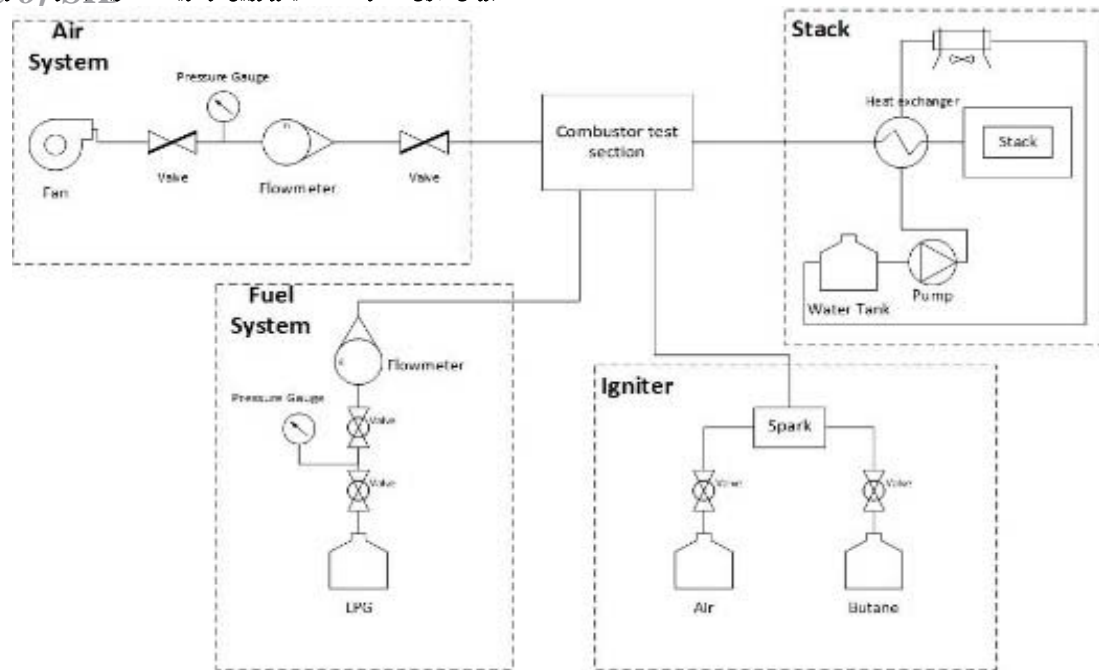 Air
System
Pressure Gauge
Fan
Valve
Flowmeter
Valve
Combustor test
section
Stack
Heat exchanger
Stack
Water Tank
Pump
Fuel
System
Flowmeter
Pressure Gauge
Valve
Valve
LPG
Igniter
Spark
Valve
Valve
Air
Butane